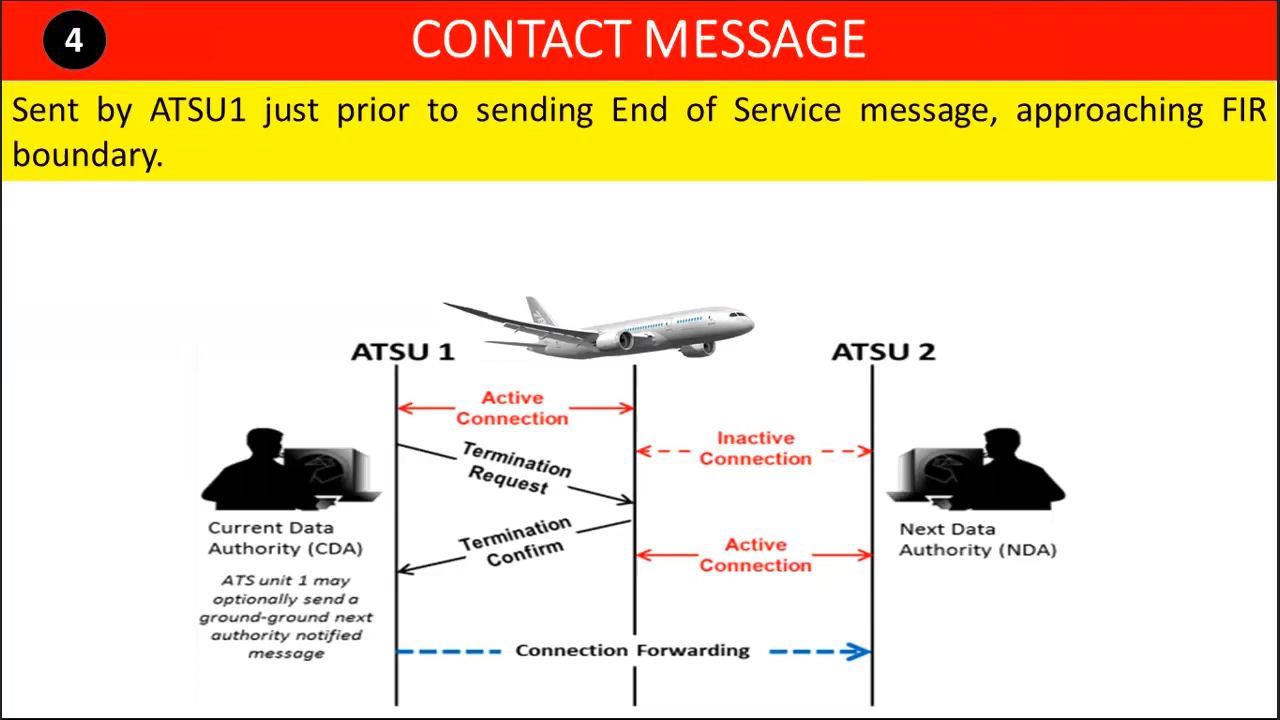 4
CONTACT MESSAGE
Sent by ATSU1 just prior to sending End of Service message, approaching FIR
boundary.
ATSU 1
ATSU 2
Active
Connection
Inactive
Connection
Termination
Request
Current Data
Authority (CDA)
Termination
Confirm
Next Data
Authority (NDA)
Active
Connection
ATS unit 1 may
optionally send a
ground-ground next
authority notified
message
Connection Forwarding